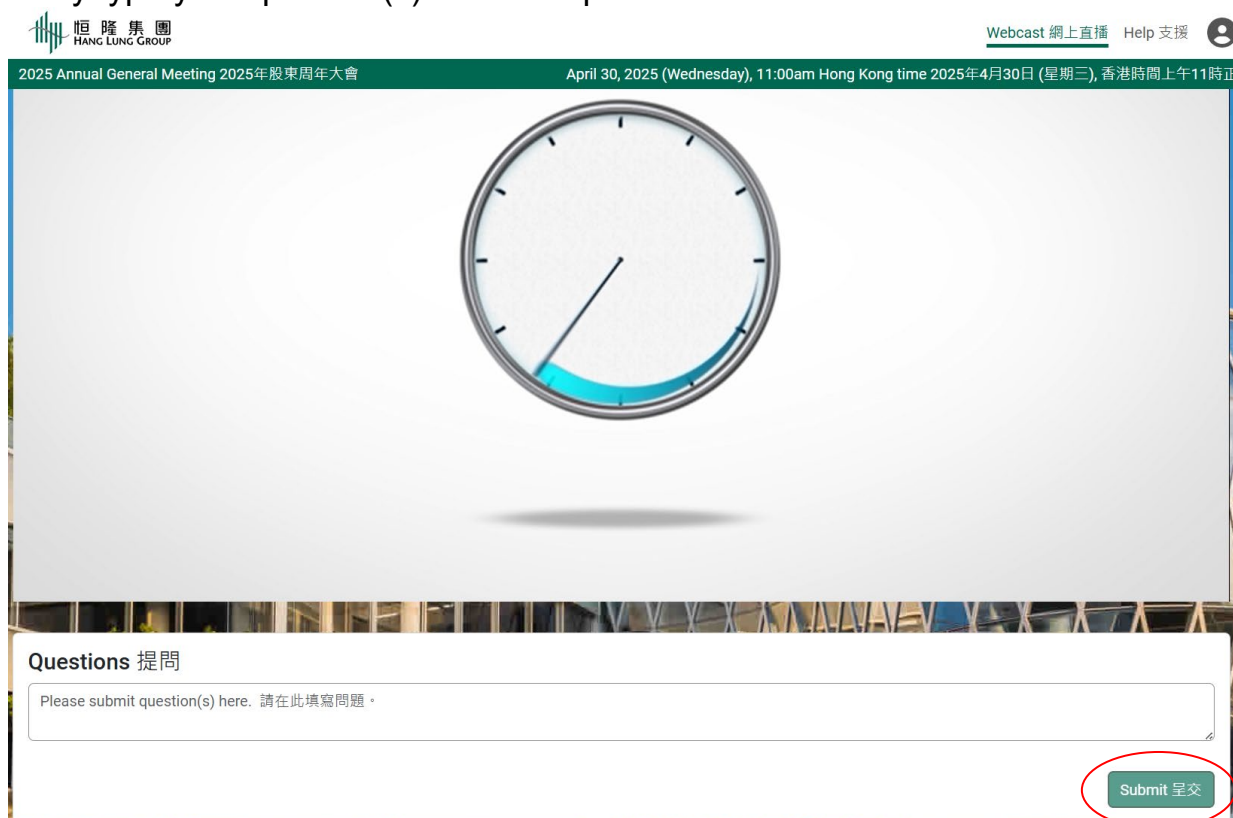 恒隆集團
HANG LUNG GROUP
Webcast 網上直播 Help 支援
2025 Annual General Meeting 2025年股東周年大會 April 30, 2025 (Wednesday), 11:00am Hong Kong time 2025年4月30日 (星期三), 香港時間上午11時正
Questions 提問
Please submit question(s) here. 請在此填寫問題。
Submit 呈交